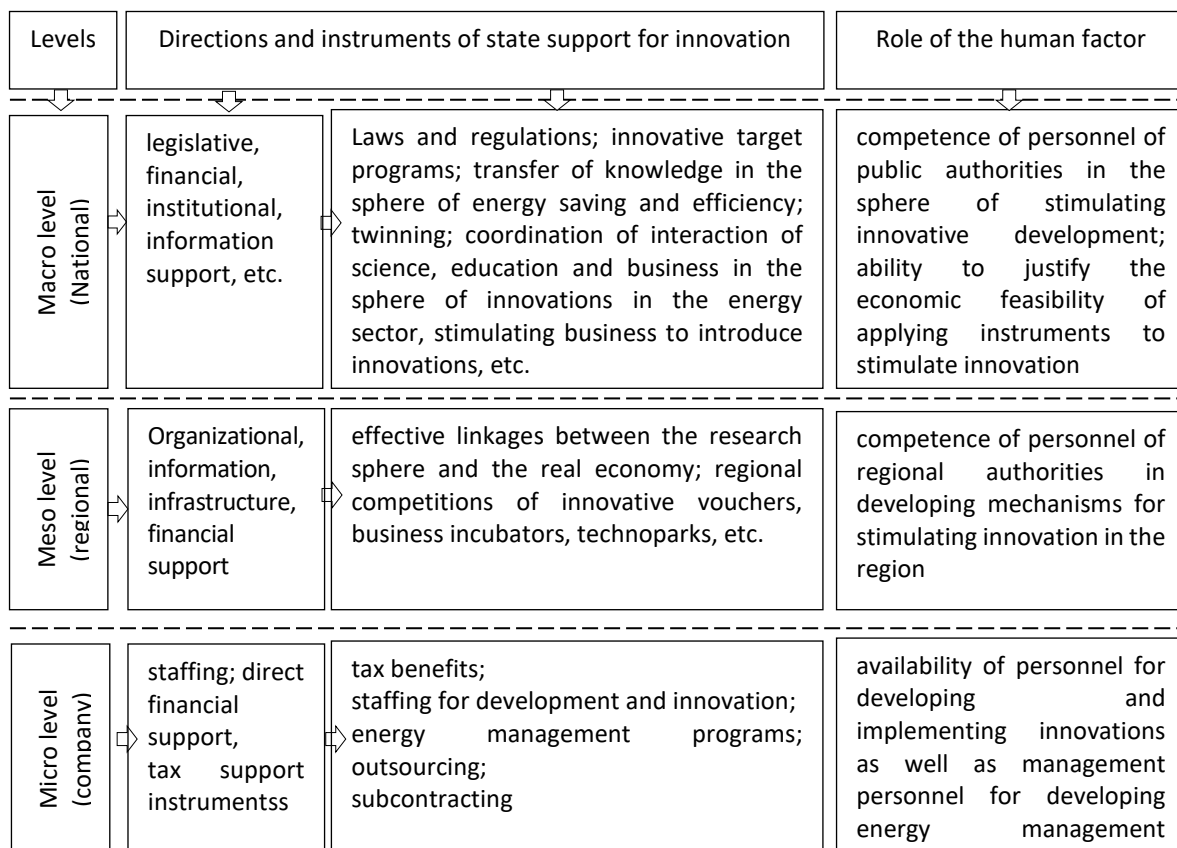 Levels
Directions and instruments of state support for innovation
Role of the human factor
Macro level
(National)
legislative,
financial,
institutional,
information
support, etc.
Laws and regulations; innovative target
programs; transfer of knowledge in the
sphere of energy saving and efficiency;
twinning; coordination of interaction of
science, education and business in the
sphere of innovations in the energy
sector, stimulating business to introduce
innovations, etc.
competence of personnel of
public authorities in the
sphere of stimulating
innovative development;
ability to justify the
economic feasibility of
applying instruments to
stimulate innovation
Meso level
(regional)
Organizational,
information,
infrastructure,
financial
support
effective linkages between the research
sphere and the real economy; regional
competitions of innovative vouchers,
business incubators, technoparks, etc.
competence of personnel of
regional authorities in
developing mechanisms for
stimulating innovation in the
region
Micro level
(company)
staffing; direct
financial
support,
tax support
instrumentss
tax benefits;
staffing for development and innovation;
energy management programs;
outsourcing;
subcontracting
availability of personnel for
developing and
implementing innovations
as well as management
personnel for developing
energy management